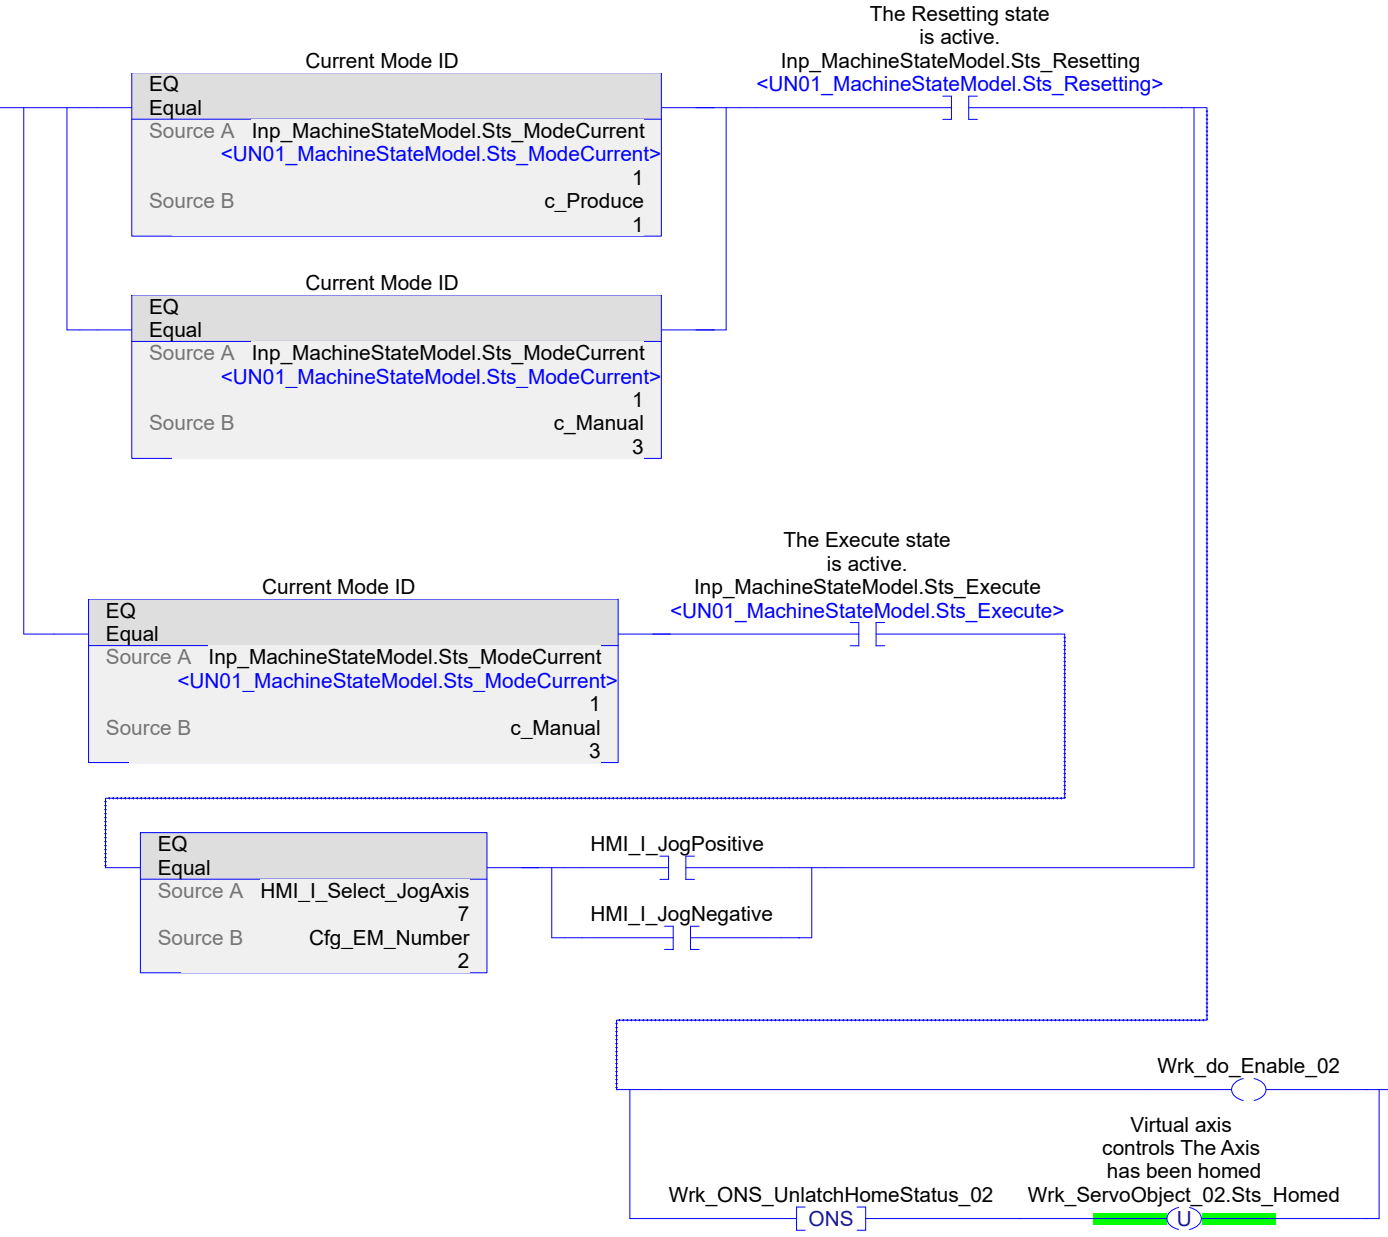 The Resetting state
is active.
Current Mode ID
Inp_MachineStateModel.Sts_Resetting
<UN01_MachineStateModel.Sts_Resetting>
EQ
Equal
Source A Inp_MachineStateModel.Sts_ModeCurrent
<UN01_MachineStateModel.Sts_ModeCurrent>
1
Source B c_Produce
1
Current Mode ID
EQ
Equal
Source A Inp_MachineStateModel.Sts_ModeCurrent
<UN01_MachineStateModel.Sts_ModeCurrent>
1
Source B c_Manual
3
The Execute state
is active.
Current Mode ID
Inp_MachineStateModel.Sts_Execute
<UN01_MachineStateModel.Sts_Execute>
EQ
Equal
Source A Inp_MachineStateModel.Sts_ModeCurrent
<UN01_MachineStateModel.Sts_ModeCurrent>
1
Source B c_Manual
3
EQ
Equal
Source A HMI_I_Select_JogAxis
7
Source B Cfg_EM_Number
2
HMI_I_JogPositive
HMI_I_JogNegative
Wrk_do_Enable_02
Virtual axis
controls The Axis
has been homed
Wrk_ONS_UnlatchHomeStatus_02 Wrk_ServoObject_02.Sts_Homed
ONS U